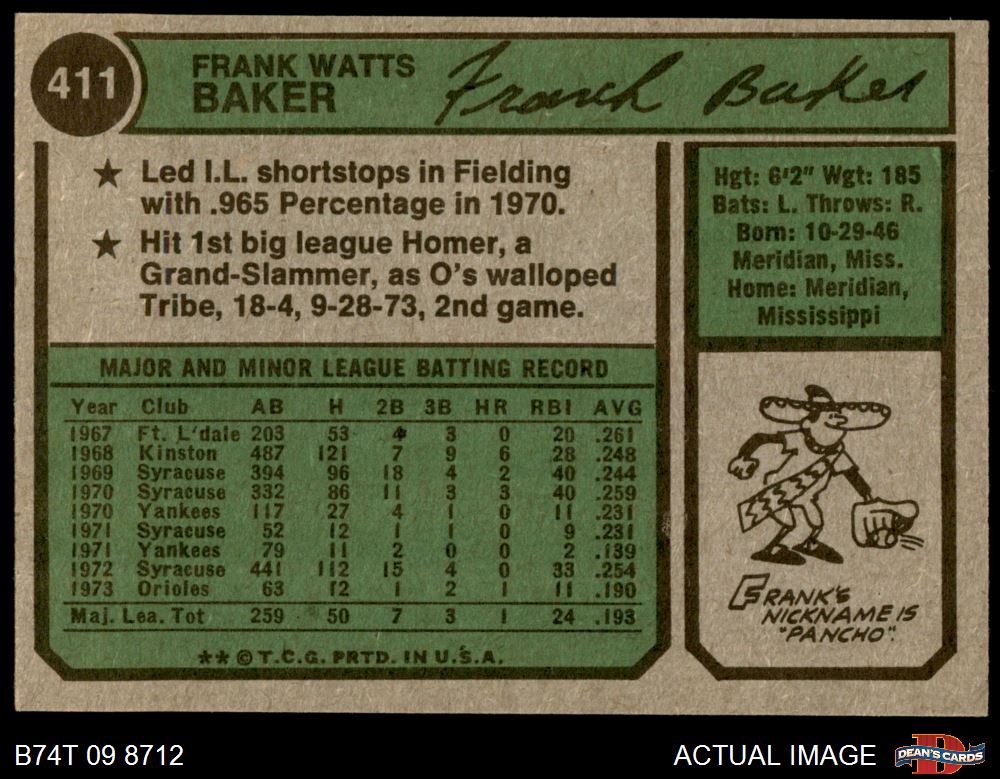 411
FRANK WATTS
BAKER
Frank Baker
★ Led I.L. shortstops in Fielding
with .965 Percentage in 1970.
★ Hit 1st big league Homer, a
Grand-Slammer, as O's walloped
Tribe, 18-4, 9-28-73, 2nd game.
Hgt: 6'2" Wgt: 185
Bats: L. Throws: R.
Born: 10-29-46
Meridian, Miss.
Home: Meridian,
Mississippi
MAJOR AND MINOR LEAGUE BATTING RECORD
Year Club AB H 2B 3B HR RBI AVG
1967 Ft. L'dale 203 53 4 3 0 20 .261
1968 Kinston 487 121 7 9 6 28 .248
1969 Syracuse 394 96 18 4 2 40 .244
1970 Syracuse 332 86 11 3 3 40 .259
1970 Yankees 117 27 4 1 0 11 .231
1971 Syracuse 52 12 1 1 0 9 .231
1971 Yankees 79 11 2 0 0 2 .139
1972 Syracuse 441 112 15 4 0 33 .254
1973 Orioles 63 12 1 2 1 11 .190
Maj. Lea. Tot 259 50 7 3 1 24 .193
**© T.C.G. PRTD. IN U.S.A.
FRANK'S
NICKNAME IS
"PANCHO".
B74T 09 8712
ACTUAL IMAGE
DEAN'S CARDS